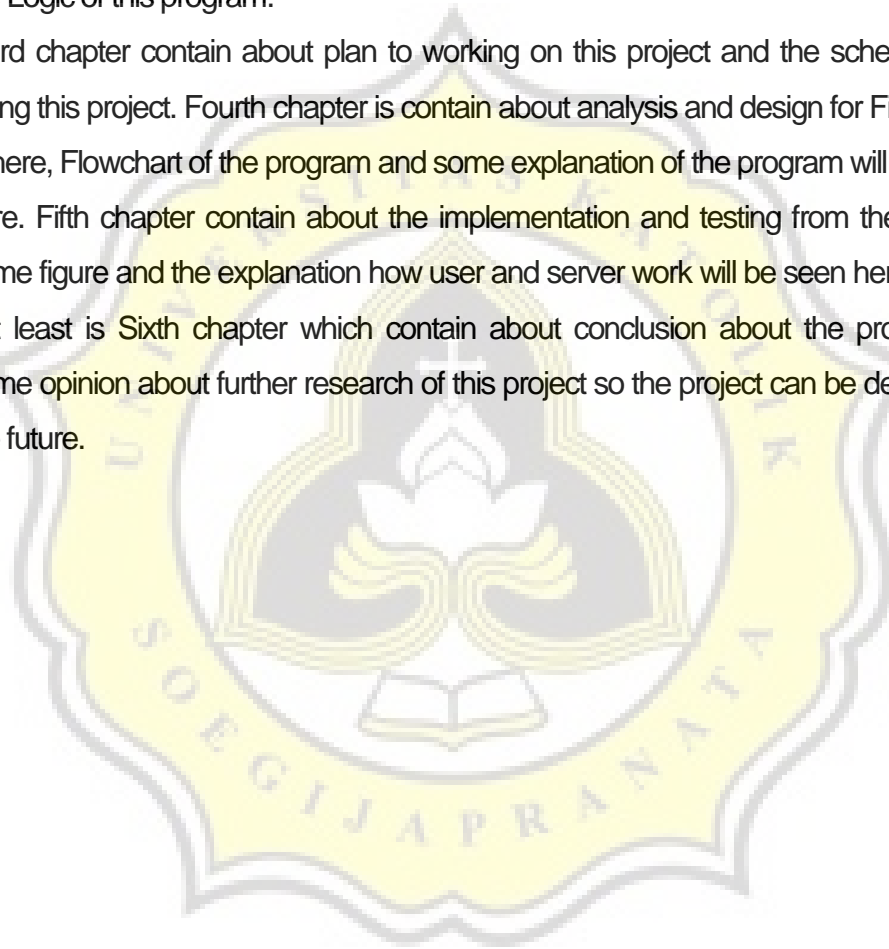 Logic of this program.
rd chapter contain about plan to working on this project and the sche
ng this project. Fourth chapter is contain about analysis and design for Fi
here, Flowchart of the program and some explanation of the program will
re. Fifth chapter contain about the implementation and testing from the
me figure and the explanation how user and server work will be seen her
t least is Sixth chapter which contain about conclusion about the pro
me opinion about further research of this project so the project can be de
future.
UNIVERSITAS KATOLIK
SOEGIJAPRANATA